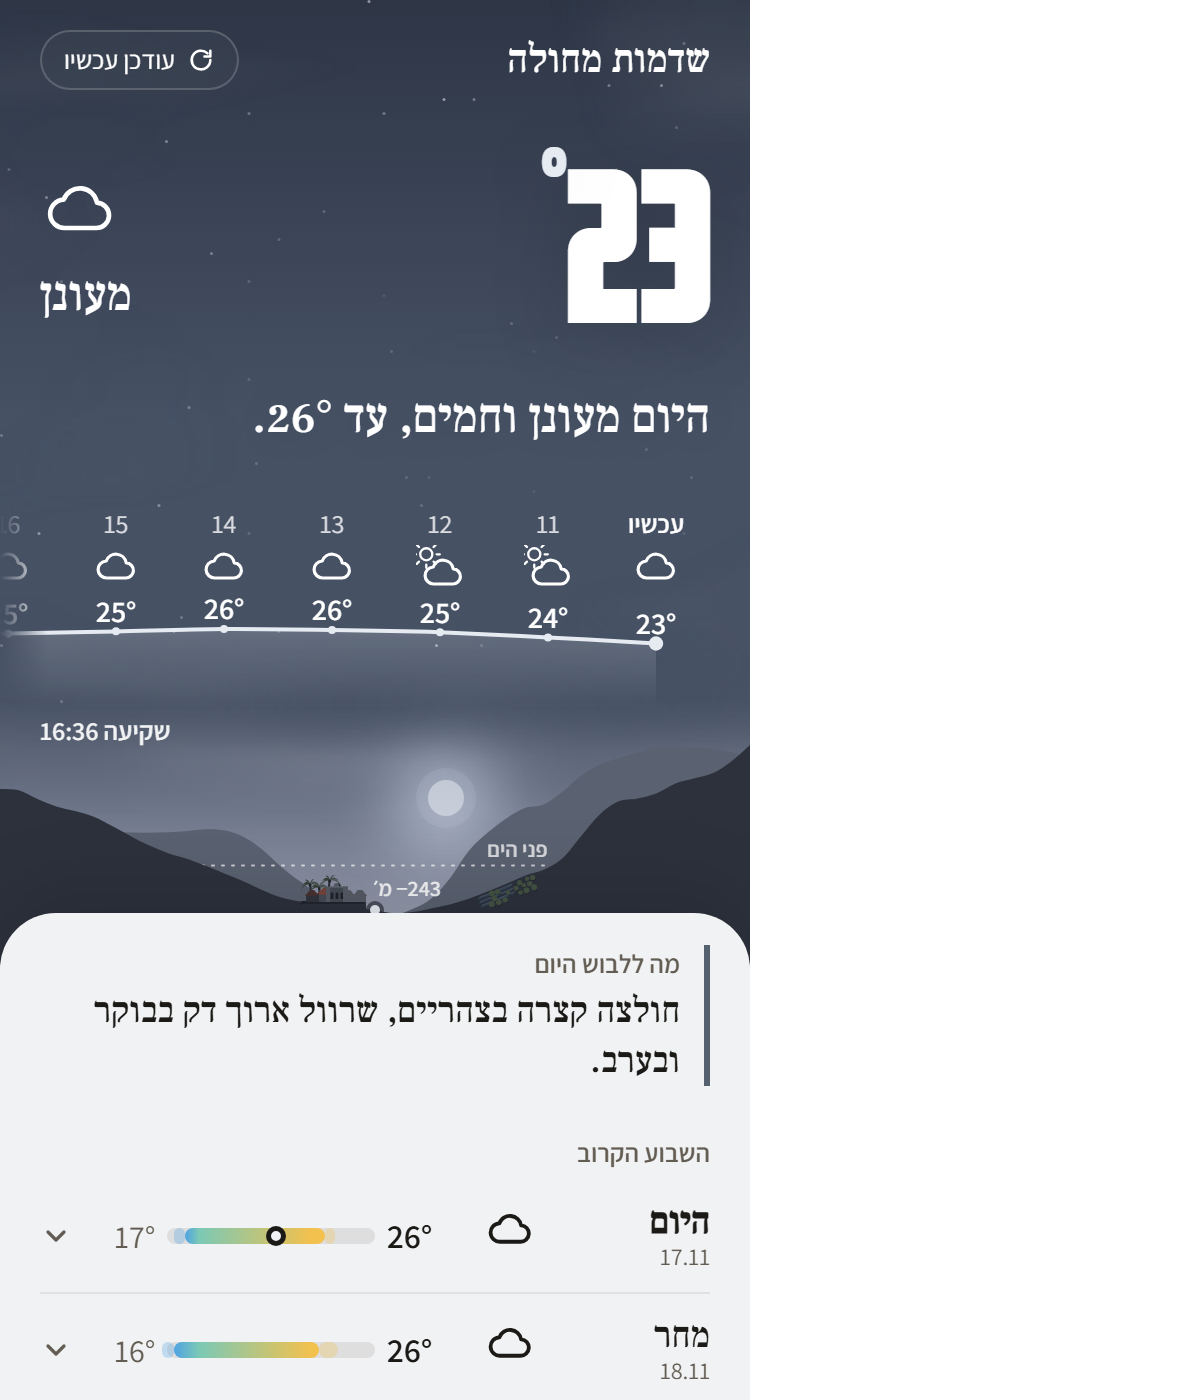 שדמות מחולה
עודכן עכשיו
23°
מעונן
היום מעונן וחמים, עד 26°.
עכשיו 11 12 13 14 15 16
23° 24° 25° 26° 26° 25° 5°
שקיעה 16:36
פני הים
−243 מ׳
מה ללבוש היום
חולצה קצרה בצהריים, שרוול ארוך דק בבוקר
ובערב.
השבוע הקרוב
היום 26° 17°
17.11
מחר 26° 16°
18.11